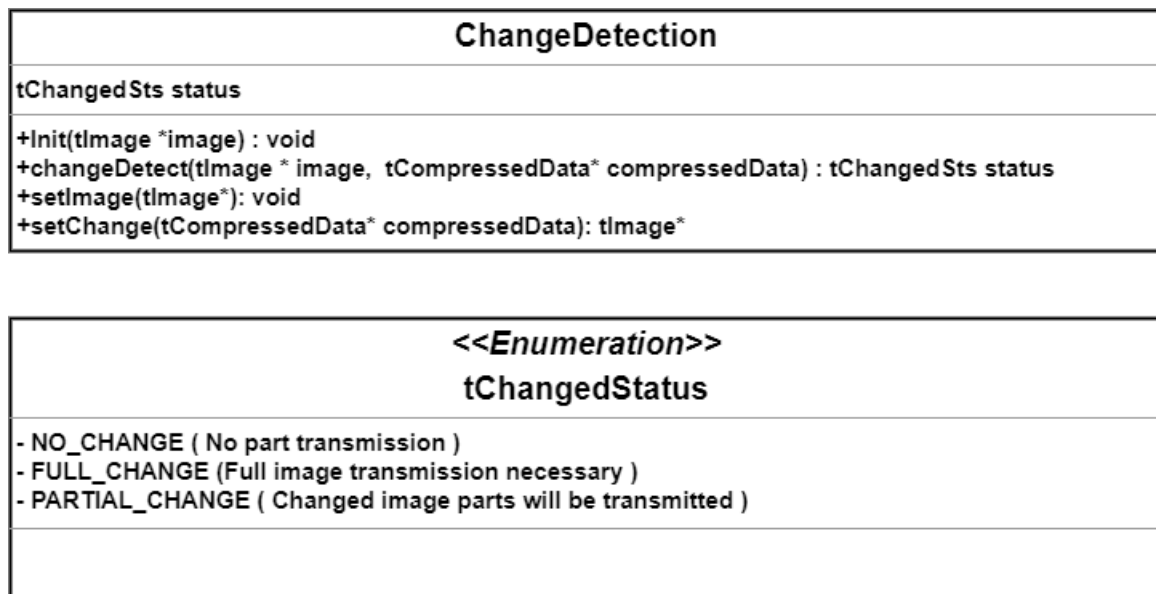 ChangeDetection
tChangedSts status
+Init(tImage *image) : void
+changeDetect(tImage * image, tCompressedData* compressedData) : tChangedSts status
+setImage(tImage*): void
+setChange(tCompressedData* compressedData): tImage*
<<Enumeration>>
tChangedStatus
- NO_CHANGE ( No part transmission )
- FULL_CHANGE (Full image transmission necessary )
- PARTIAL_CHANGE ( Changed image parts will be transmitted )